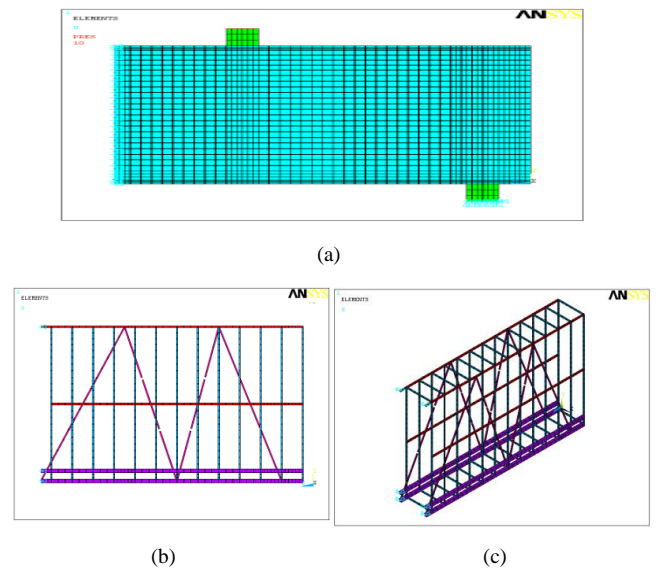 ELEMENTS
U
PRES
10
ANSYS
X
(a)
ELEMENTS
ANSYS
X
(b)
ELEMENTS
ANSYS
(c)